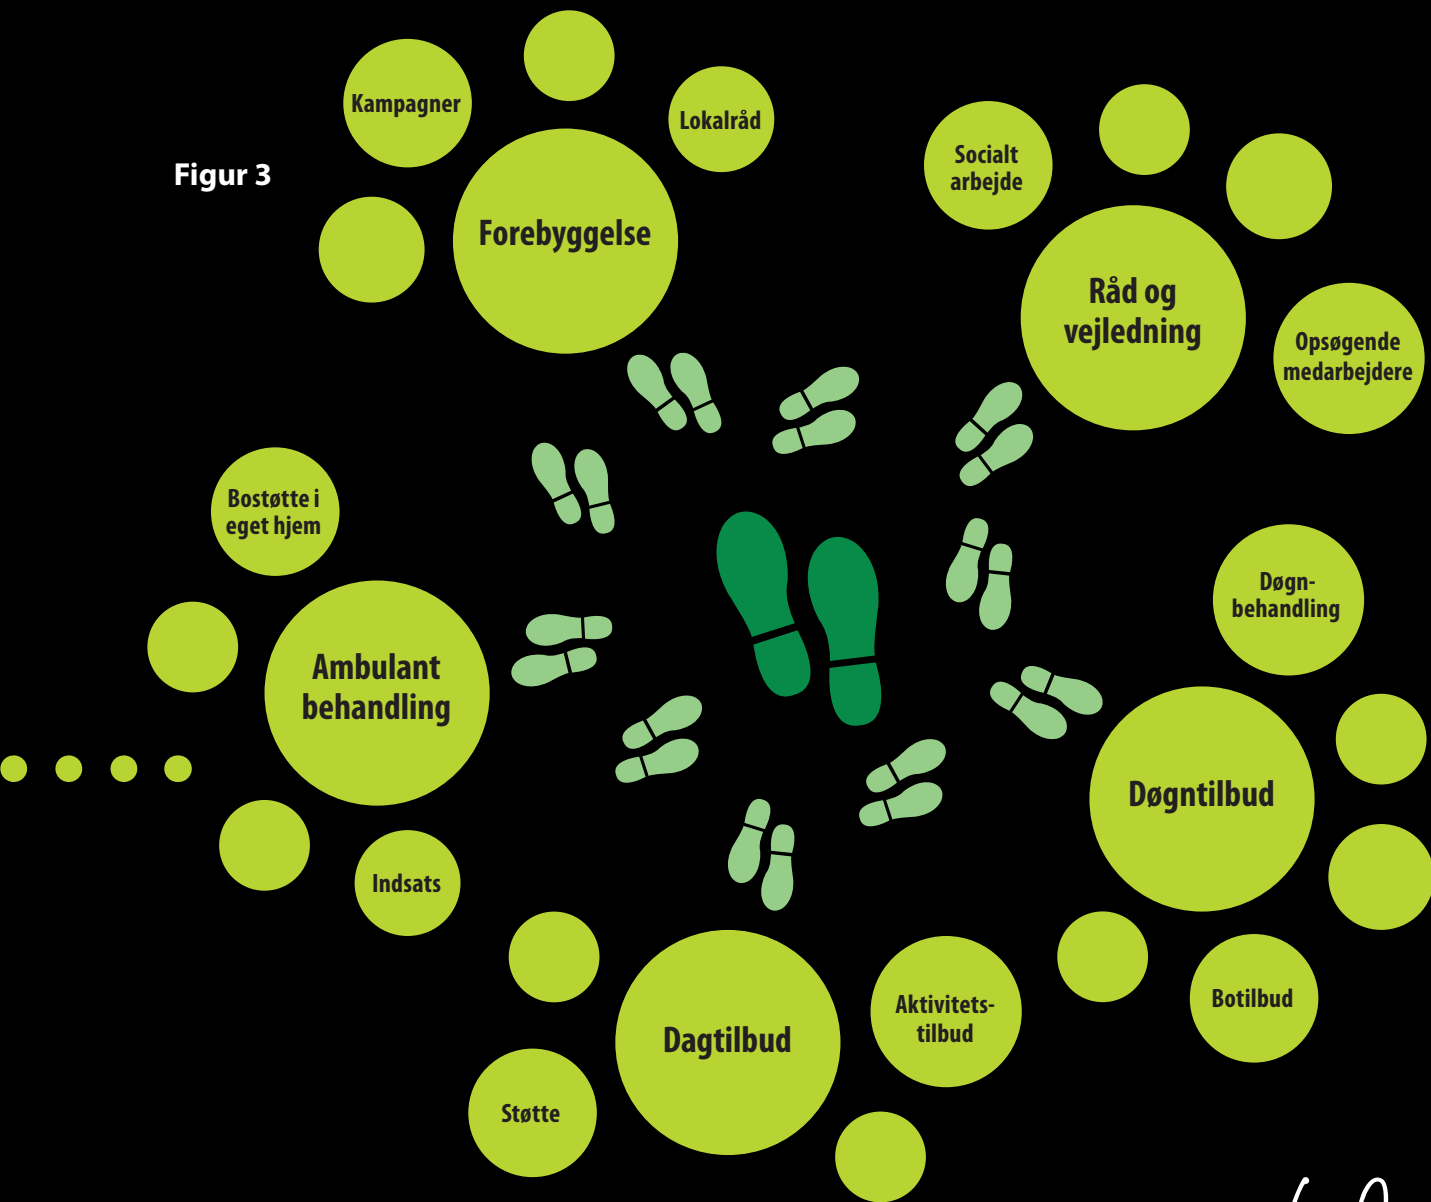 Kampagner
Lokalråd
Figur 3
Forebyggelse
Socialt
arbejde
Råd og
vejledning
Opsøgende
medarbejdere
Bostøtte i
eget hjem
Ambulant
behandling
Indsats
Døgn-
behandling
Døgntilbud
Botilbud
Dagtilbud
Aktivitets-
tilbud
Støtte